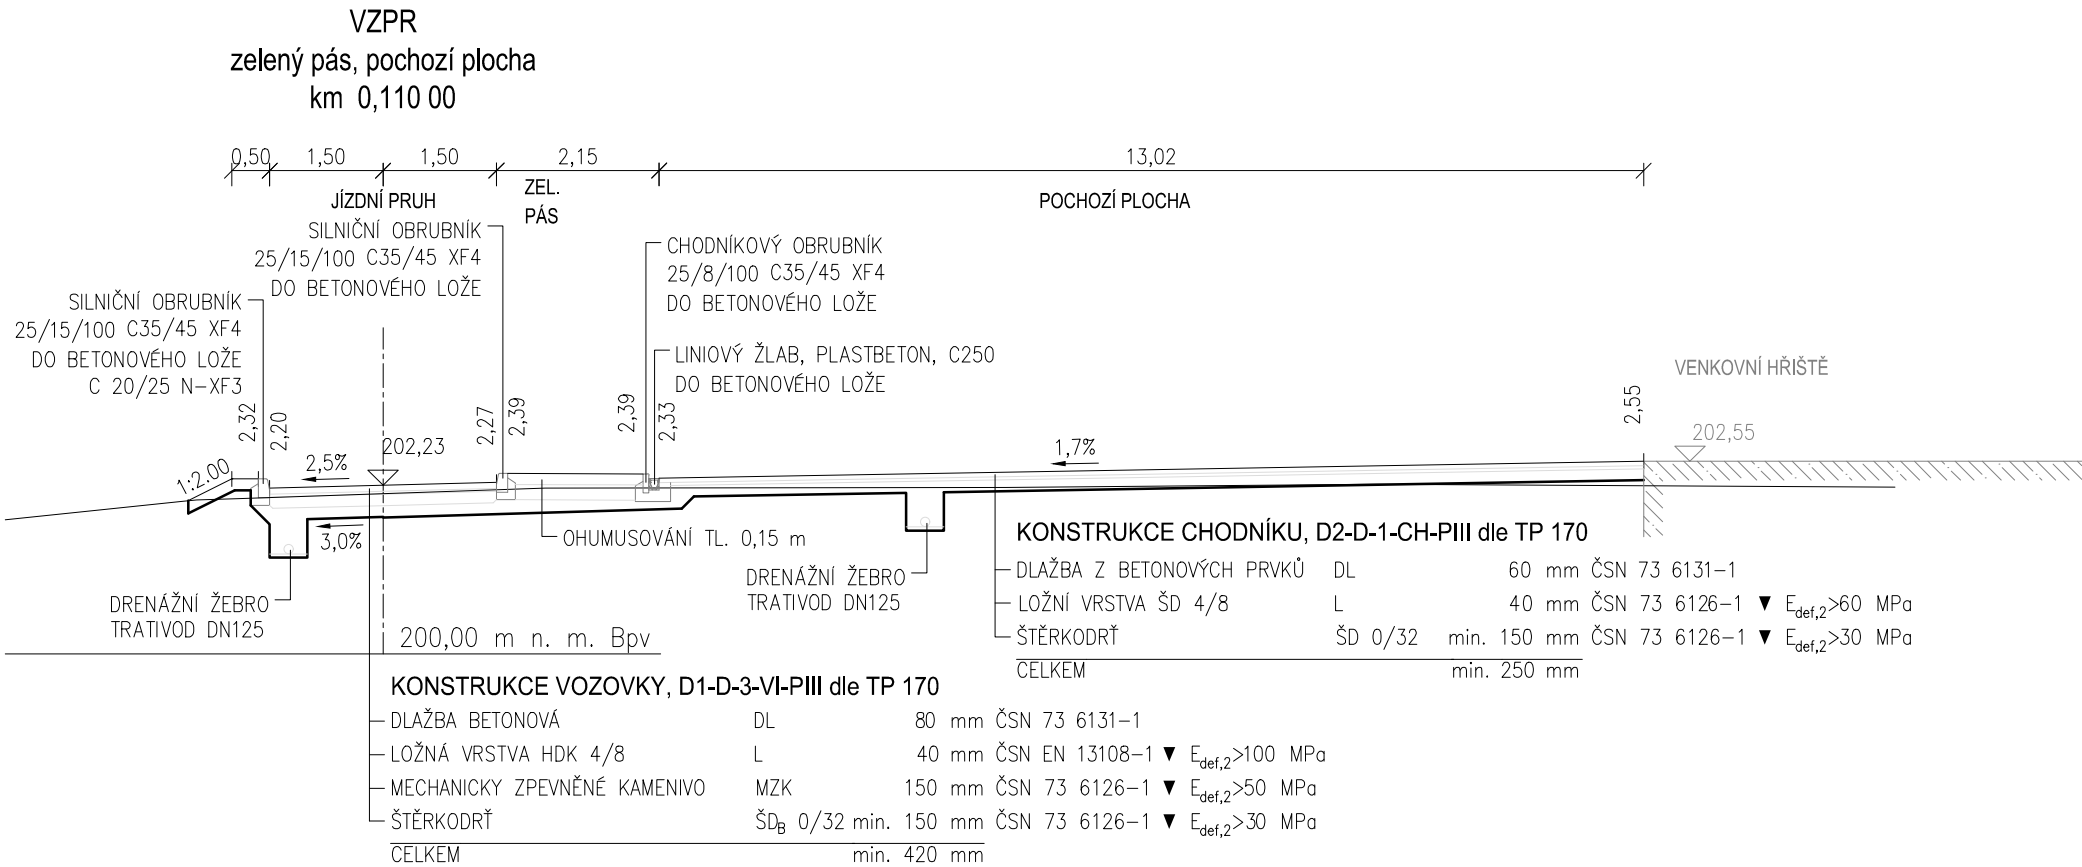 VZPR
zelený pás, pochozí plocha
km 0,110 00
0,50 1,50 1,50 2,15 13,02
JÍZDNÍ PRUH
ZEL.
PÁS
POCHOZÍ PLOCHA
SILNIČNÍ OBRUBNÍK
25/15/100 C35/45 XF4
DO BETONOVÉHO LOŽE
CHODNÍKOVÝ OBRUBNÍK
25/8/100 C35/45 XF4
DO BETONOVÉHO LOŽE
SILNIČNÍ OBRUBNÍK
25/15/100 C35/45 XF4
DO BETONOVÉHO LOŽE
C 20/25 N-XF3
LINIOVÝ ŽLAB, PLASTBETON, C250
DO BETONOVÉHO LOŽE
VENKOVNÍ HŘIŠTĚ
2,32
2,20
2,27
2,39
2,39
2,33
2,55
202,23
202,55
1:2.00
2,5%
1,7%
3,0%
OHUMUSOVÁNÍ TL. 0,15 m
DRENÁŽNÍ ŽEBRO
TRATIVOD DN125
DRENÁŽNÍ ŽEBRO
TRATIVOD DN125
200,00 m n. m. Bpv
KONSTRUKCE CHODNÍKU, D2-D-1-CH-PIII dle TP 170
DLAŽBA Z BETONOVÝCH PRVKŮ DL 60 mm ČSN 73 6131-1
LOŽNÍ VRSTVA ŠD 4/8 L 40 mm ČSN 73 6126-1 ▼ Edef,2>60 MPa
ŠTĚRKODRŤ ŠD 0/32 min. 150 mm ČSN 73 6126-1 ▼ Edef,2>30 MPa
CELKEM min. 250 mm
KONSTRUKCE VOZOVKY, D1-D-3-VI-PIII dle TP 170
DLAŽBA BETONOVÁ DL 80 mm ČSN 73 6131-1
LOŽNÁ VRSTVA HDK 4/8 L 40 mm ČSN EN 13108-1 ▼ Edef,2>100 MPa
MECHANICKY ZPEVNĚNÉ KAMENIVO MZK 150 mm ČSN 73 6126-1 ▼ Edef,2>50 MPa
ŠTĚRKODRŤ ŠDB 0/32 min. 150 mm ČSN 73 6126-1 ▼ Edef,2>30 MPa
CELKEM min. 420 mm